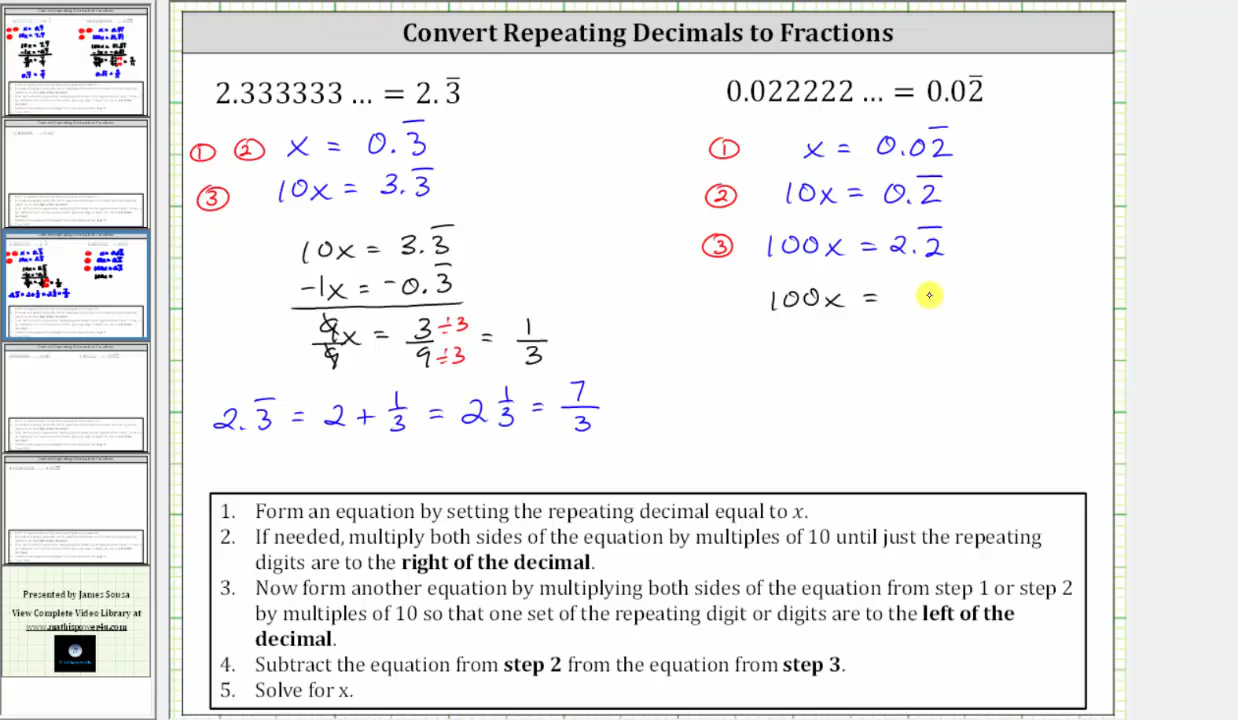 Convert Repeating Decimals to Fractions
2.333333 ... = 2.3̅
① ② x = 0.3̅
③ 10x = 3.3̅
10x = 3.3̅
-1x = -0.3̅
9/9 x = 3÷3/9÷3 = 1/3
2.3̅ = 2 + 1/3 = 2 1/3 = 7/3
0.022222 ... = 0.02̅
① x = 0.02̅
② 10x = 0.2̅
③ 100x = 2.2̅
100x =
1. Form an equation by setting the repeating decimal equal to x.
2. If needed, multiply both sides of the equation by multiples of 10 until just the repeating
digits are to the right of the decimal.
3. Now form another equation by multiplying both sides of the equation from step 1 or step 2
by multiples of 10 so that one set of the repeating digit or digits are to the left of the
decimal.
4. Subtract the equation from step 2 from the equation from step 3.
5. Solve for x.
Presented by James Sousa
View Complete Video Library at
www.mathispower4u.com